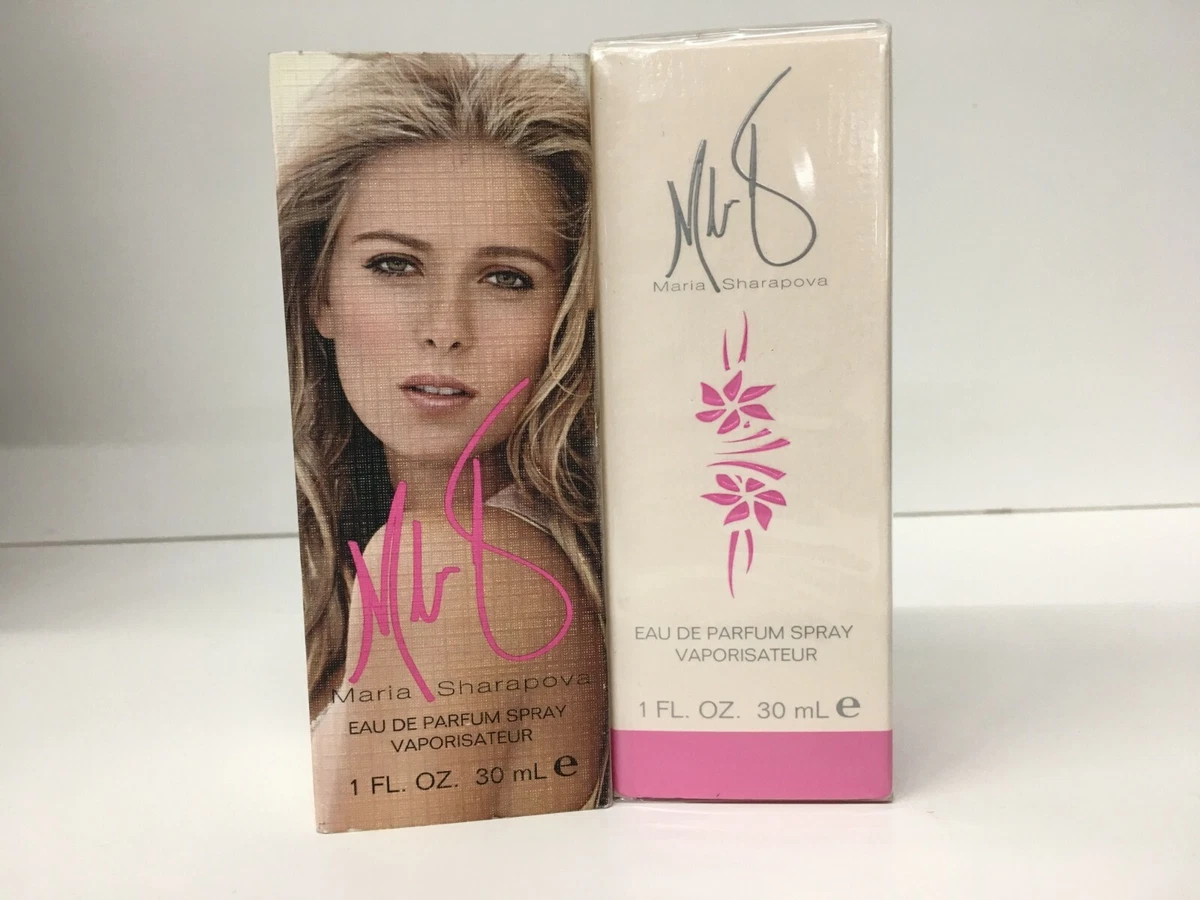 Maria Sharapova
EAU DE PARFUM SPRAY
VAPORISATEUR
1 FL. OZ. 30 mL e
Maria Sharapova
EAU DE PARFUM SPRAY
VAPORISATEUR
1 FL. OZ. 30 mL e